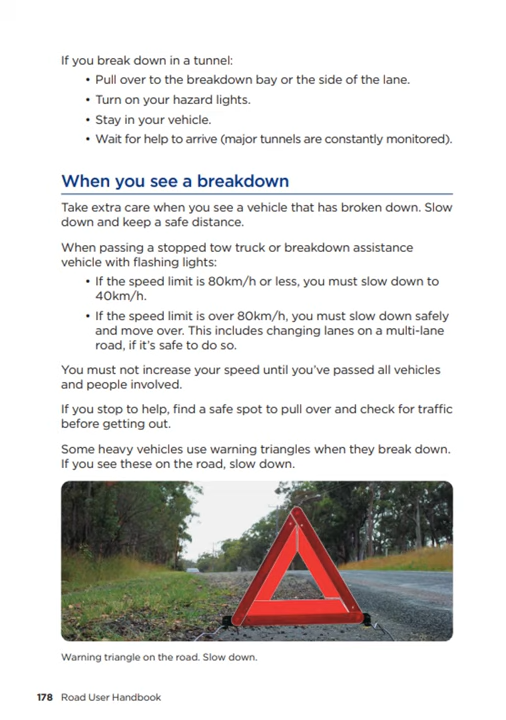 If you break down in a tunnel:
• Pull over to the breakdown bay or the side of the lane.
• Turn on your hazard lights.
• Stay in your vehicle.
• Wait for help to arrive (major tunnels are constantly monitored).
When you see a breakdown
Take extra care when you see a vehicle that has broken down. Slow
down and keep a safe distance.
When passing a stopped tow truck or breakdown assistance
vehicle with flashing lights:
• If the speed limit is 80km/h or less, you must slow down to
40km/h.
• If the speed limit is over 80km/h, you must slow down safely
and move over. This includes changing lanes on a multi-lane
road, if it's safe to do so.
You must not increase your speed until you've passed all vehicles
and people involved.
If you stop to help, find a safe spot to pull over and check for traffic
before getting out.
Some heavy vehicles use warning triangles when they break down.
If you see these on the road, slow down.
Warning triangle on the road. Slow down.
178 Road User Handbook